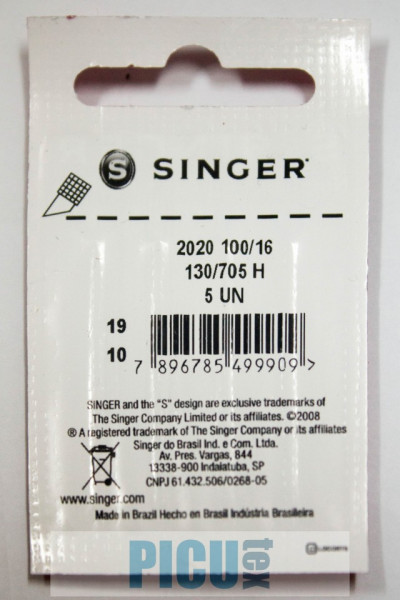 S SINGER
2020 100/16
130/705 H
5 UN
19
10
7 896785 499909 >
SINGER and the "S" design are exclusive trademarks of
The Singer Company Limited or its affiliates. ©2008
® A registered trademark of The Singer Company or its affiliates
Singer do Brasil Ind. e Com. Ltda.
Av. Pres. Vargas, 844
13338-900 Indaiatuba, SP
CNPJ 61.432.506/0268-05
www.singer.com
Made in Brazil Hecho en Brasil Indústria Brasileira
PICUtex